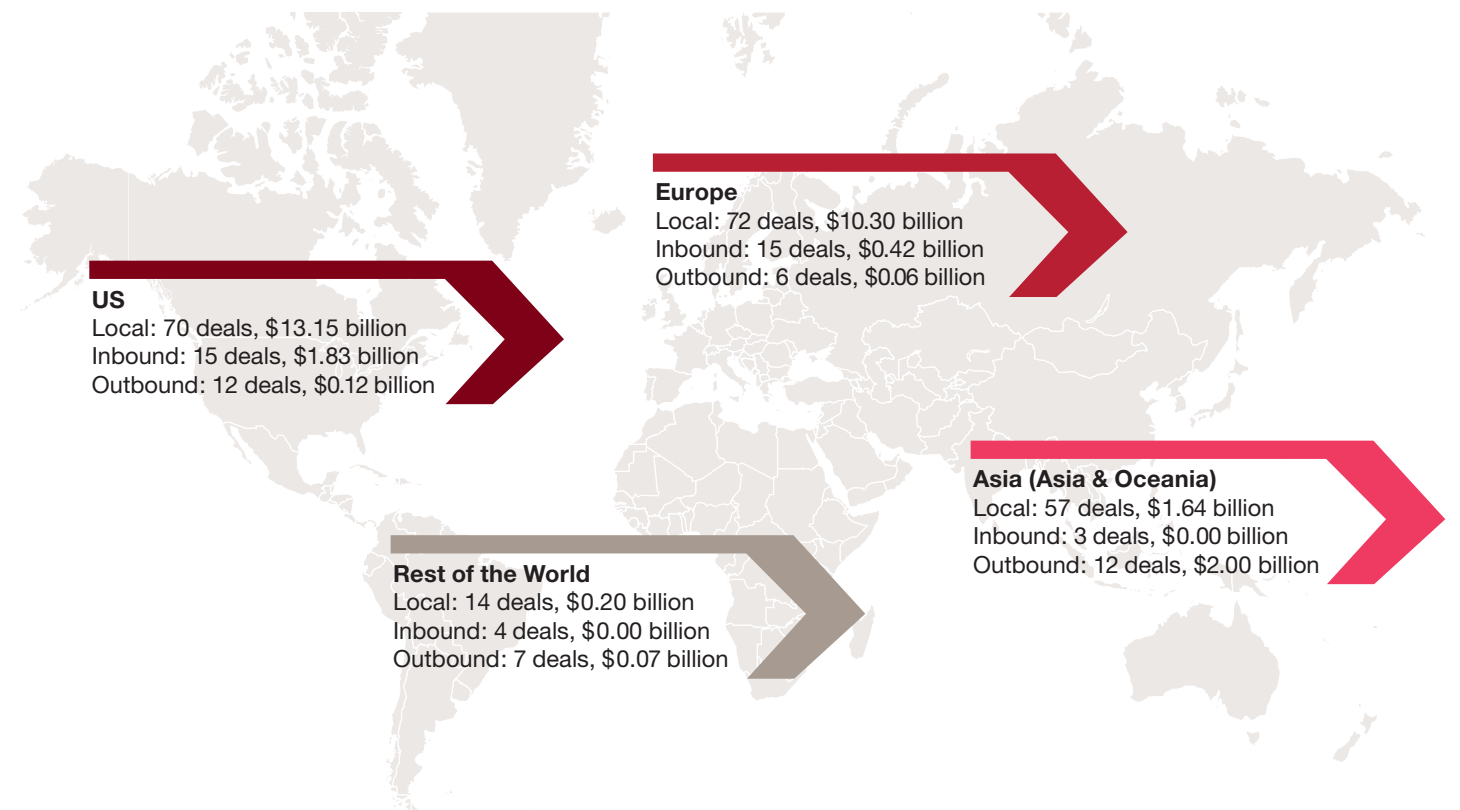 Europe
Local: 72 deals, $10.30 billion
Inbound: 15 deals, $0.42 billion
Outbound: 6 deals, $0.06 billion
US
Local: 70 deals, $13.15 billion
Inbound: 15 deals, $1.83 billion
Outbound: 12 deals, $0.12 billion
Asia (Asia & Oceania)
Local: 57 deals, $1.64 billion
Inbound: 3 deals, $0.00 billion
Outbound: 12 deals, $2.00 billion
Rest of the World
Local: 14 deals, $0.20 billion
Inbound: 4 deals, $0.00 billion
Outbound: 7 deals, $0.07 billion